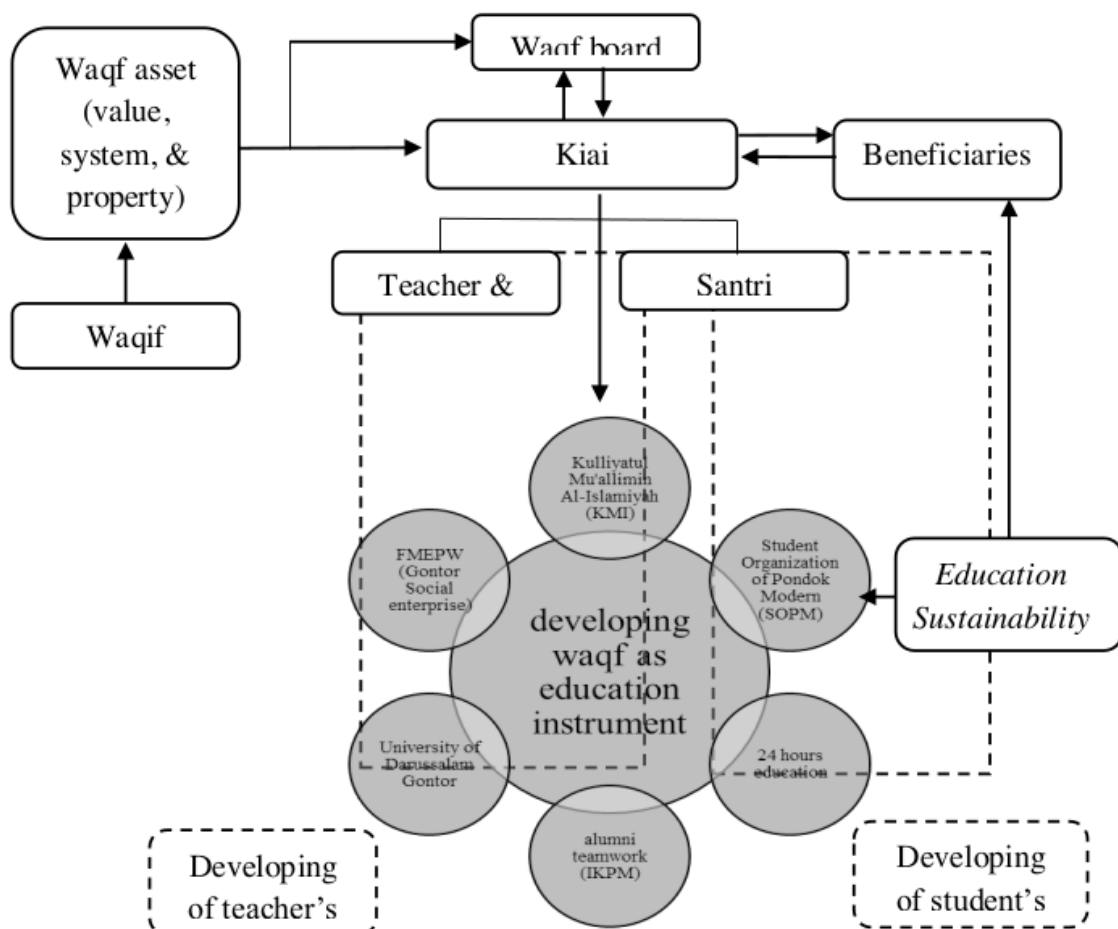 Waqf board
Waqf asset
(value,
system, &
property)
Kiai
Beneficiaries
Teacher &
Santri
Waqif
Kulliyatul
Mu'allimin
Al-Islamiyah
(KMI)
FMEPW
(Gontor
Social
enterprise)
Student
Organization
of Pondok
Modern
(SOPM)
Education
Sustainability
developing
waqf as
education
instrument
University of
Darussalam
Gontor
24 hours
education
alumni
teamwork
(IKPM)
Developing
of teacher's
Developing
of student's